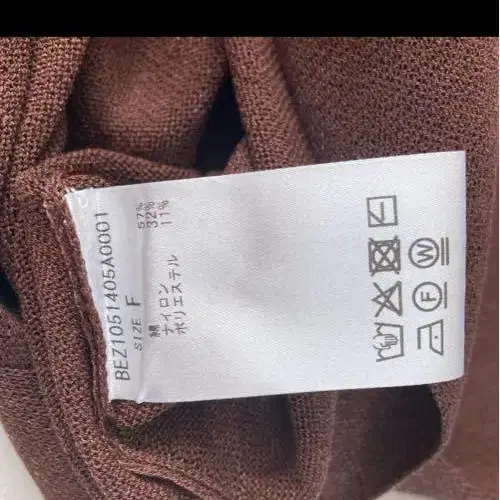 BEZ1051405A0001
SIZE F
綿 57%
ナイロン 32%
ポリエステル 11%
F
W